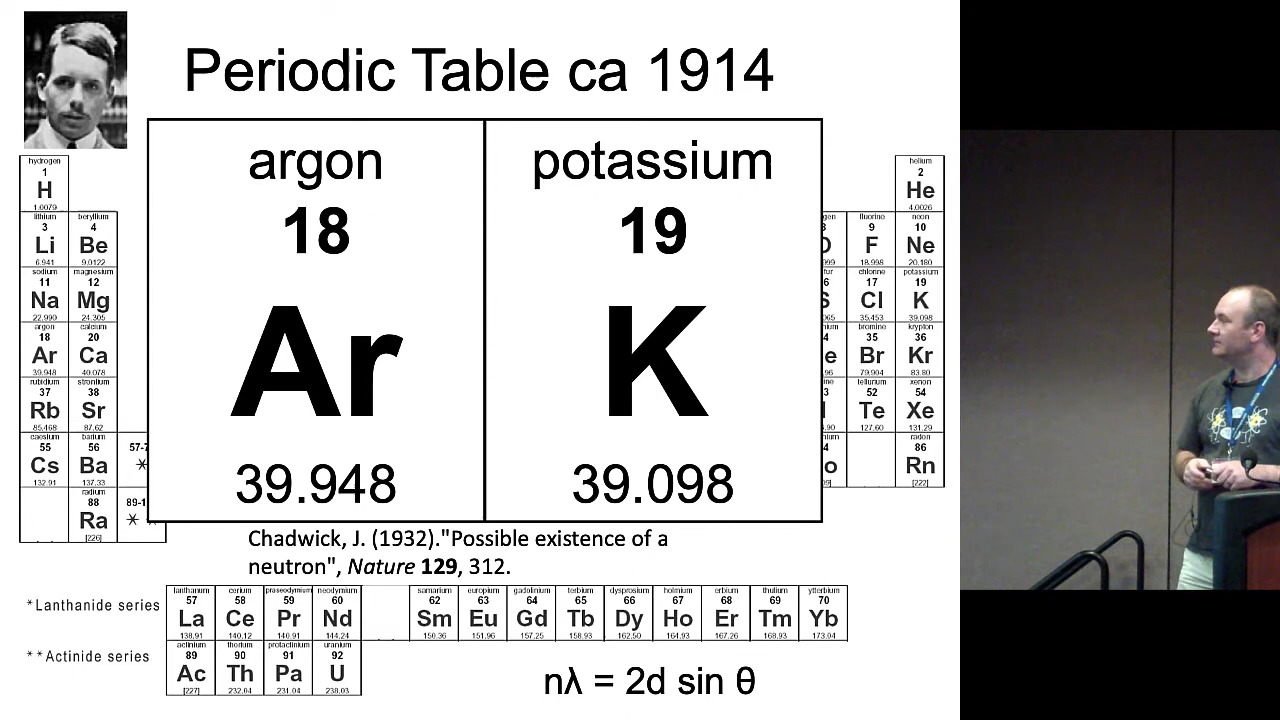 Periodic Table ca 1914
argon
18
Ar
39.948
potassium
19
K
39.098
hydrogen
1
H
1.0079
helium
2
He
4.0026
lithium
3
Li
6.941
beryllium
4
Be
9.0122
fluorine
9
F
18.998
neon
10
Ne
20.180
sodium
11
Na
22.990
magnesium
12
Mg
24.305
chlorine
17
Cl
35.453
potassium
19
K
39.098
argon
18
Ar
39.948
calcium
20
Ca
40.078
bromine
35
Br
79.904
krypton
36
Kr
83.80
rubidium
37
Rb
85.468
strontium
38
Sr
87.62
tellurium
52
Te
127.60
xenon
54
Xe
131.29
caesium
55
Cs
132.91
barium
56
Ba
137.33
radon
86
Rn
[222]
radium
88
Ra
[226]
Chadwick, J. (1932)."Possible existence of a
neutron", Nature 129, 312.
*Lanthanide series
lanthanum
57
La
138.91
cerium
58
Ce
140.12
praseodymium
59
Pr
140.91
neodymium
60
Nd
144.24
samarium
62
Sm
150.36
europium
63
Eu
151.96
gadolinium
64
Gd
157.25
terbium
65
Tb
158.93
dysprosium
66
Dy
162.50
holmium
67
Ho
164.93
erbium
68
Er
167.26
thulium
69
Tm
168.93
ytterbium
70
Yb
173.04
**Actinide series
actinium
89
Ac
[227]
thorium
90
Th
232.04
protactinium
91
Pa
231.04
uranium
92
U
238.03
nλ = 2d sin θ